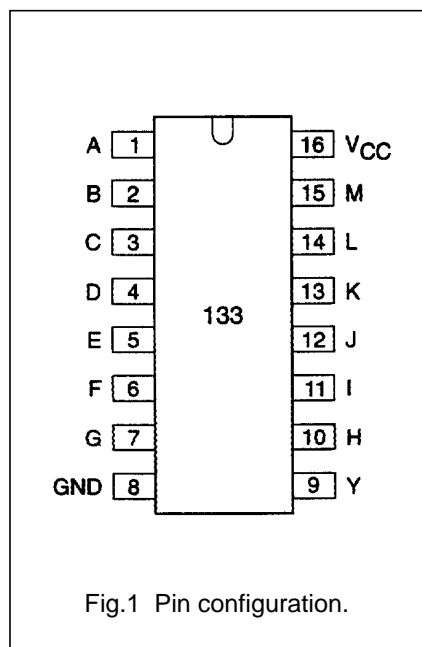 A 1 16 VCC
B 2 15 M
C 3 14 L
D 4 13 K
133
E 5 12 J
F 6 11 I
G 7 10 H
GND 8 9 Y
Fig.1 Pin configuration.